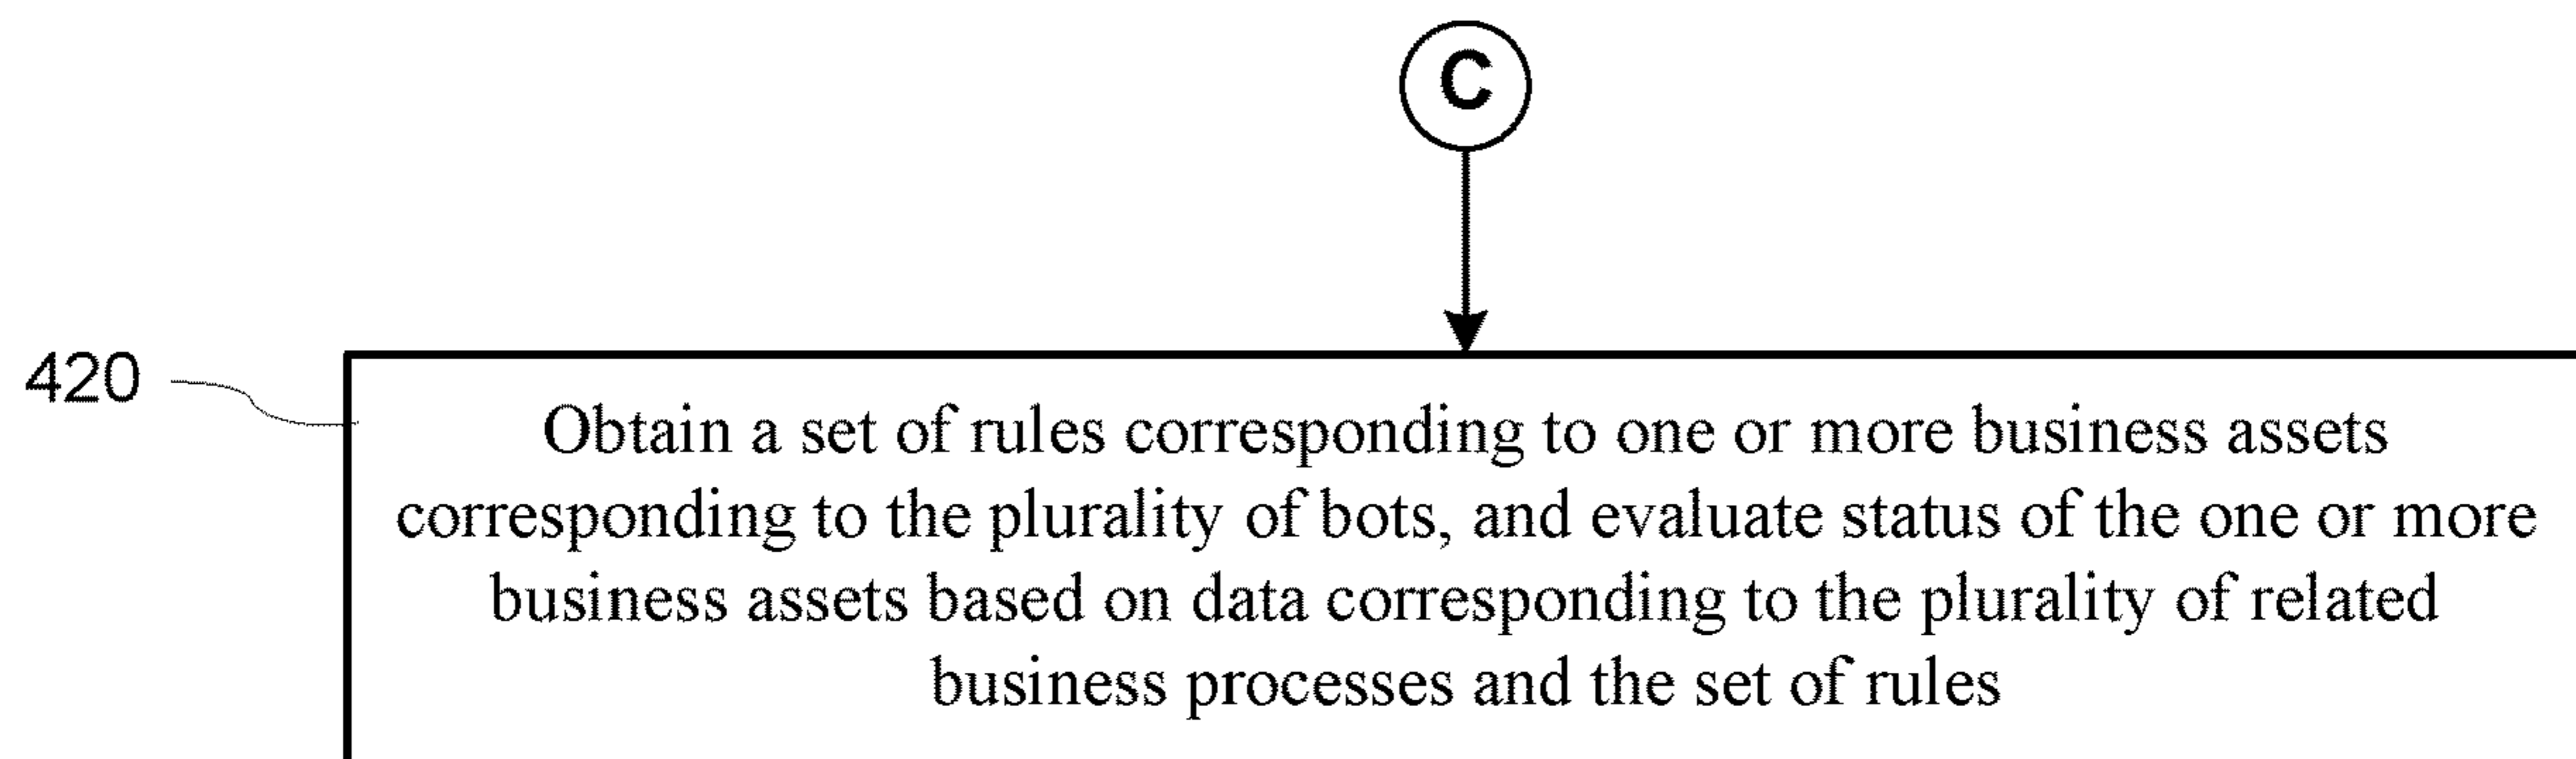 C
420
Obtain a set of rules corresponding to one or more business assets
corresponding to the plurality of bots, and evaluate status of the one or more
business assets based on data corresponding to the plurality of related
business processes and the set of rules